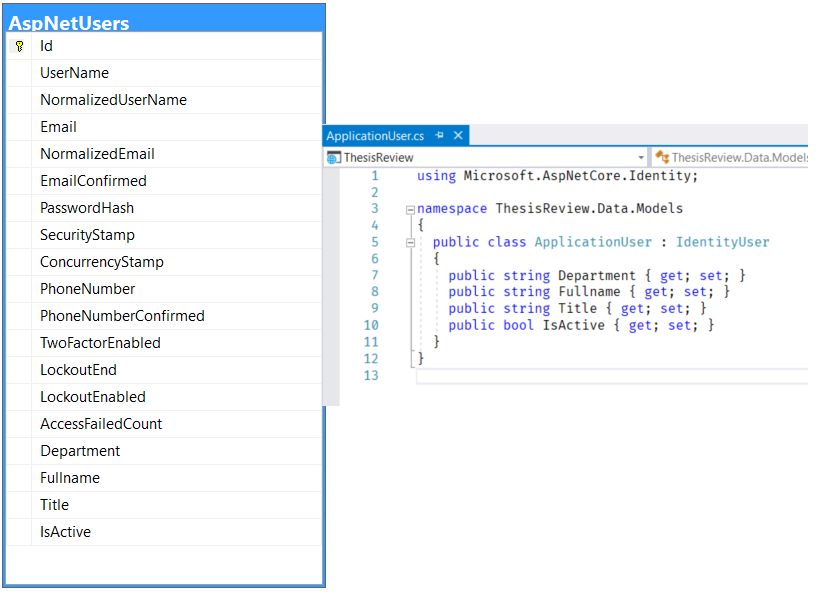 AspNetUsers
Id
UserName
NormalizedUserName
Email
NormalizedEmail
EmailConfirmed
PasswordHash
SecurityStamp
ConcurrencyStamp
PhoneNumber
PhoneNumberConfirmed
TwoFactorEnabled
LockoutEnd
LockoutEnabled
AccessFailedCount
Department
Fullname
Title
IsActive
ApplicationUser.cs
ThesisReview
ThesisReview.Data.Models
1 using Microsoft.AspNetCore.Identity;
2
3 namespace ThesisReview.Data.Models
4 {
5 public class ApplicationUser : IdentityUser
6 {
7 public string Department { get; set; }
8 public string Fullname { get; set; }
9 public string Title { get; set; }
10 public bool IsActive { get; set; }
11 }
12 }
13